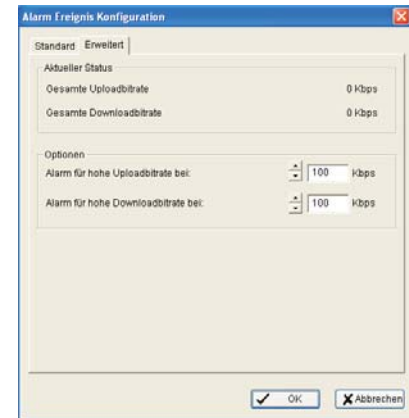 Alarm Ereignis Konfiguration
Standard Erweitert
Aktueller Status
Gesamte Uploadbitrate 0 Kbps
Gesamte Downloadbitrate 0 Kbps
Optionen
Alarm für hohe Uploadbitrate bei: 100 Kbps
Alarm für hohe Downloadbitrate bei: 100 Kbps
OK Abbrechen